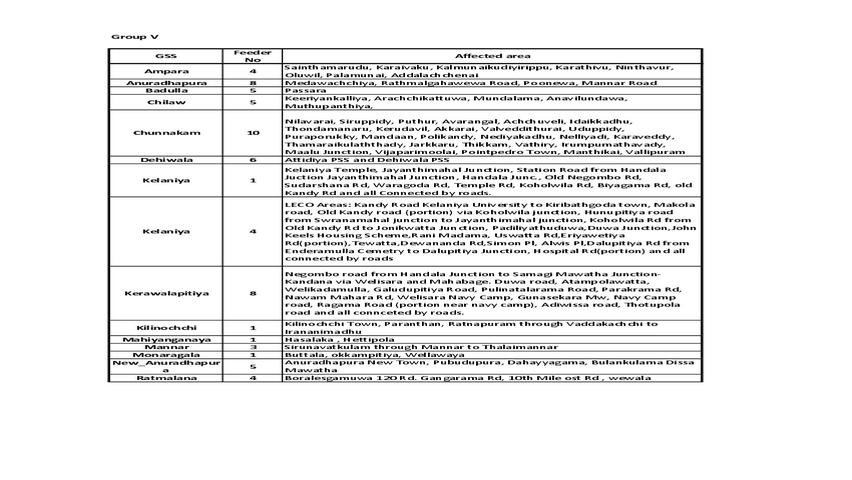 Group V
GSS Feeder No Affected area
Ampara 4 Sainthamarudu, Karaivaku, Kalmunaikudiyirippu, Karathivu, Ninthavur,
Oluwil, Palamunai, Addalachchenai
Anuradhapura 8 Medawachchiya, Rathmalgahawewa Road, Poonewa, Mannar Road
Badulla 5 Passara
Chilaw 5 Keeriyankalliya, Arachchikattuwa, Mundalama, Anavilundawa,
Muthupanthiya,
Chunnakam 10 Nilavarai, Siruppidy, Puthur, Avarangal, Achchuveli, Idaikkadhu,
Thondamanaru, Kerudavil, Akkarai, Valveddithurai, Uduppidy,
Puraporukky, Mandaan, Polikandy, Nediyakadhu, Nelliyadi, Karaveddy,
Thamaraikulaththady, Jarkkaru, Thikkam, Vathiry, Irumpumathavady,
Maalu Junction, Vijaparimoolai, Pointpedro Town, Manthikai, Vallipuram
Dehiwala 6 Attidiya PSS and Dehiwala PSS
Kelaniya 1 Kelaniya Temple, Jayanthimahal Junction, Station Road from Handala
Juction Jayanthimahal Junction, Handala Junc., Old Negombo Rd,
Sudarshana Rd, Waragoda Rd, Temple Rd, Koholwila Rd, Biyagama Rd, old
Kandy Rd and all Connected by roads.
Kelaniya 4 LECO Areas: Kandy Road Kelaniya University to Kiribathgoda town, Makola
road, Old Kandy road (portion) via Koholwila junction, Hunupitiya road
from Swranamahal junction to Jayanthimahal junction, Koholwila Rd from
Old Kandy Rd to Jonikwatta Junction, Padiliyathuduwa,Duwa Junction,John
Keels Housing Scheme,Rani Madama, Uswatta Rd,Eriyawetiya
Rd(portion),Tewatta,Dewananda Rd,Simon Pl, Alwis Pl,Dalupitiya Rd from
Enderamulla Cemetry to Dalupitiya Junction, Hospital Rd(portion) and all
connected by roads
Kerawalapitiya 8 Negombo road from Handala Junction to Samagi Mawatha Junction-
Kandana via Welisara and Mahabage. Duwa road, Atampolawatta,
Welikadamulla, Galudupitiya Road, Pulinatalarama Road, Parakrama Rd,
Nawam Mahara Rd, Welisara Navy Camp, Gunasekara Mw, Navy Camp
road, Ragama Road (portion near navy camp), Adiwissa road, Thotupola
road and all connceted by roads.
Kilinochchi 1 Kilinochchi Town, Paranthan, Ratnapuram through Vaddakachchi to
Irananimadhu
Mahiyanganaya 1 Hasalaka , Hettipola
Mannar 3 Sirunavatkulam through Mannar to Thalaimannar
Monaragala 1 Buttala, okkampitiya, Wellawaya
New_Anuradhapur
a 5 Anuradhapura New Town, Pubudupura, Dahayyagama, Bulankulama Dissa
Mawatha
Ratmalana 4 Boralesgamuwa 120 Rd. Gangarama Rd, 10th Mile ost Rd , wewala